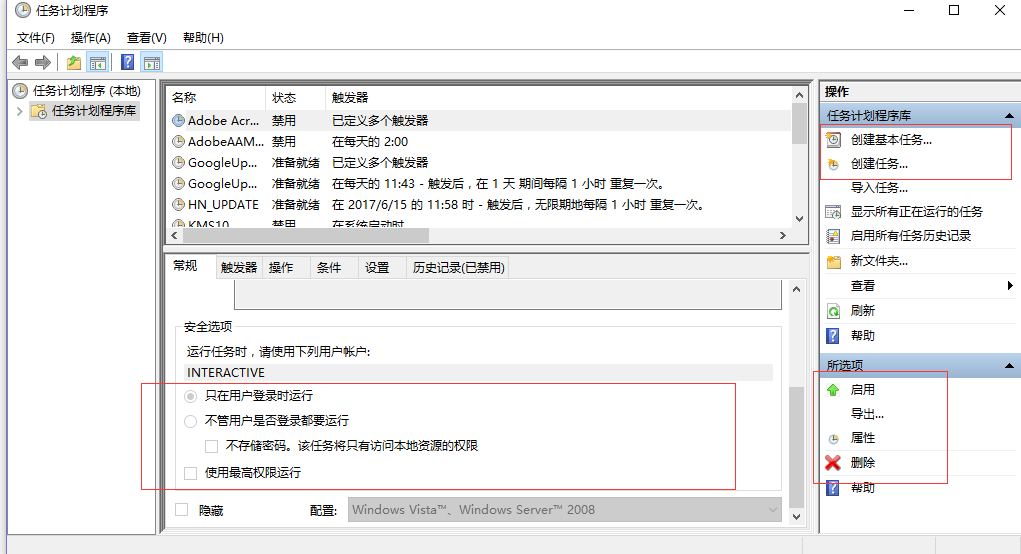 任务计划程序
文件(F) 操作(A) 查看(V) 帮助(H)
任务计划程序 (本地)
任务计划程序库
名称 状态 触发器
Adobe Acr... 禁用 已定义多个触发器
AdobeAAM... 禁用 在每天的 2:00
GoogleUp... 准备就绪 已定义多个触发器
GoogleUp... 准备就绪 在每天的 11:43 - 触发后，在 1 天 期间每隔 1 小时 重复一次。
HN_UPDATE 准备就绪 在 2017/6/15 的 11:58 时 - 触发后，无限期地每隔 1 小时 重复一次。
KMS10 禁用 在系统启动时
常规 触发器 操作 条件 设置 历史记录(已禁用)
安全选项
运行任务时，请使用下列用户帐户:
INTERACTIVE
只在用户登录时运行
不管用户是否登录都要运行
不存储密码。该任务将只有访问本地资源的权限
使用最高权限运行
隐藏 配置: Windows Vista™、Windows Server™ 2008
操作
任务计划程序库
创建基本任务...
创建任务...
导入任务...
显示所有正在运行的任务
启用所有任务历史记录
新文件夹...
查看
刷新
帮助
所选项
启用
导出...
属性
删除
帮助